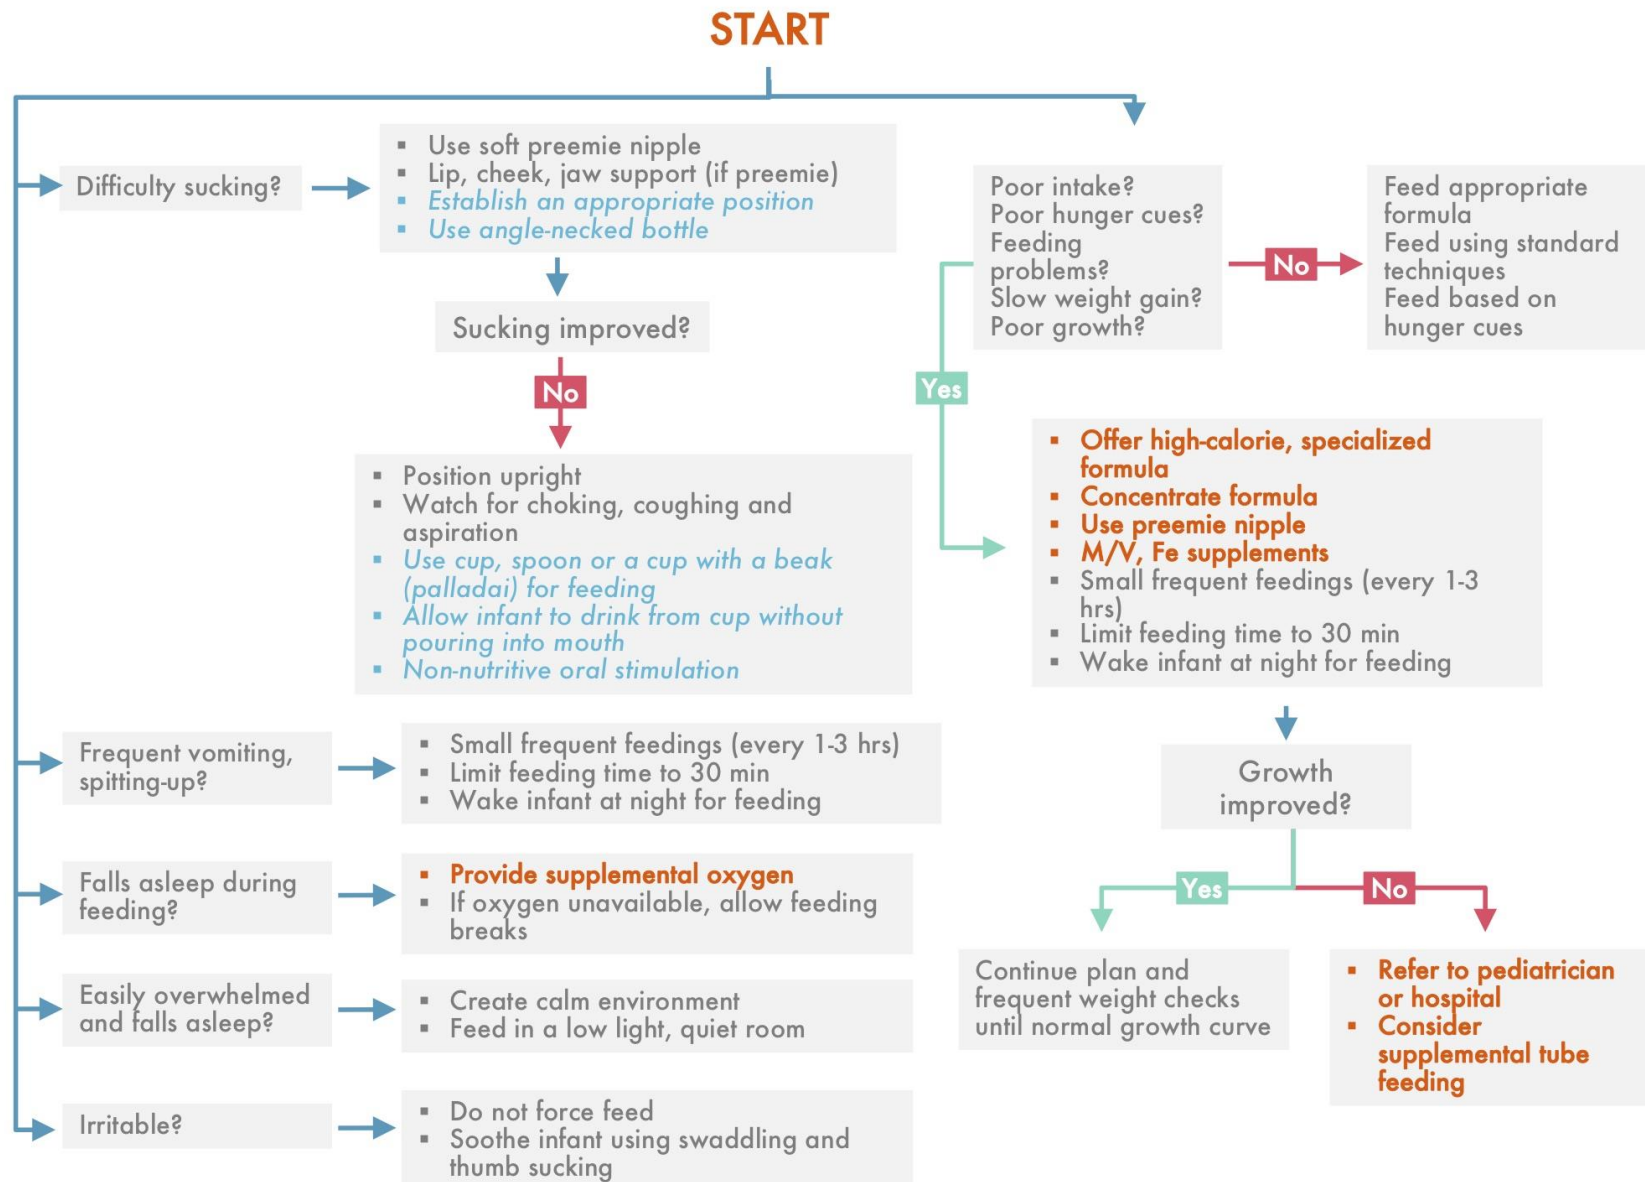 START
Difficulty sucking?
▪ Use soft preemie nipple
▪ Lip, cheek, jaw support (if preemie)
▪ Establish an appropriate position
▪ Use angle-necked bottle
Sucking improved?
No
▪ Position upright
▪ Watch for choking, coughing and
aspiration
▪ Use cup, spoon or a cup with a beak
(palladai) for feeding
▪ Allow infant to drink from cup without
pouring into mouth
▪ Non-nutritive oral stimulation
Frequent vomiting,
spitting-up?
▪ Small frequent feedings (every 1-3 hrs)
▪ Limit feeding time to 30 min
▪ Wake infant at night for feeding
Falls asleep during
feeding?
▪ Provide supplemental oxygen
▪ If oxygen unavailable, allow feeding
breaks
Easily overwhelmed
and falls asleep?
▪ Create calm environment
▪ Feed in a low light, quiet room
Irritable?
▪ Do not force feed
▪ Soothe infant using swaddling and
thumb sucking
Poor intake?
Poor hunger cues?
Feeding
problems?
Slow weight gain?
Poor growth?
No
Feed appropriate
formula
Feed using standard
techniques
Feed based on
hunger cues
Yes
▪ Offer high-calorie, specialized
formula
▪ Concentrate formula
▪ Use preemie nipple
▪ M/V, Fe supplements
▪ Small frequent feedings (every 1-3
hrs)
▪ Limit feeding time to 30 min
▪ Wake infant at night for feeding
Growth
improved?
Yes
No
Continue plan and
frequent weight checks
until normal growth curve
▪ Refer to pediatrician
or hospital
▪ Consider
supplemental tube
feeding